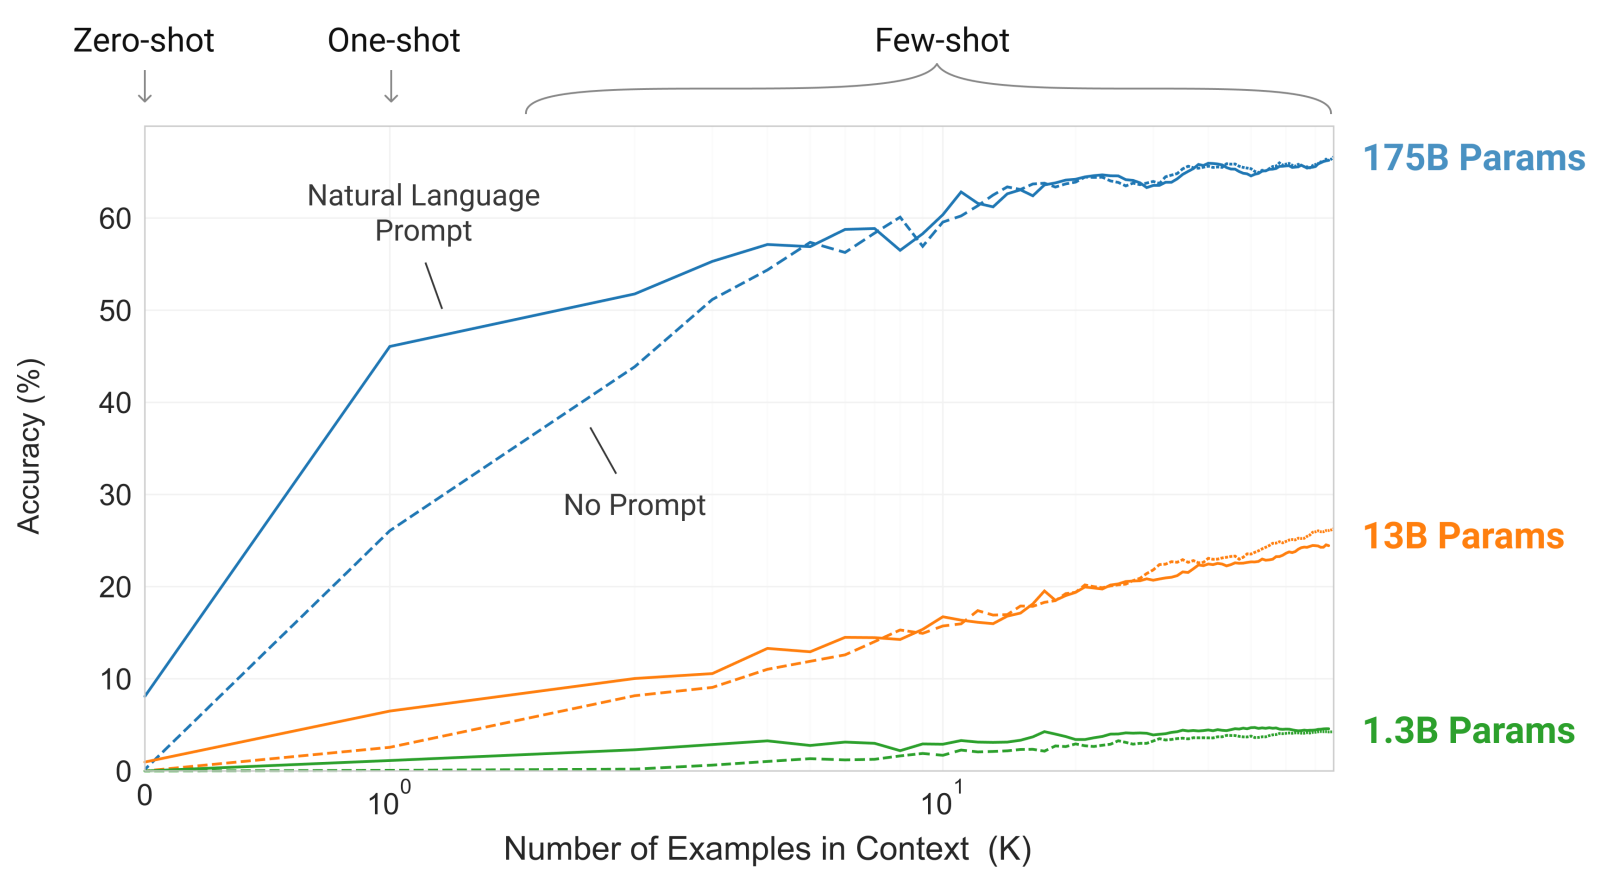 Zero-shot
One-shot
Few-shot
175B Params
Natural Language
Prompt
No Prompt
13B Params
1.3B Params
Accuracy (%)
60
50
40
30
20
10
0
0
10⁰
10¹
Number of Examples in Context (K)